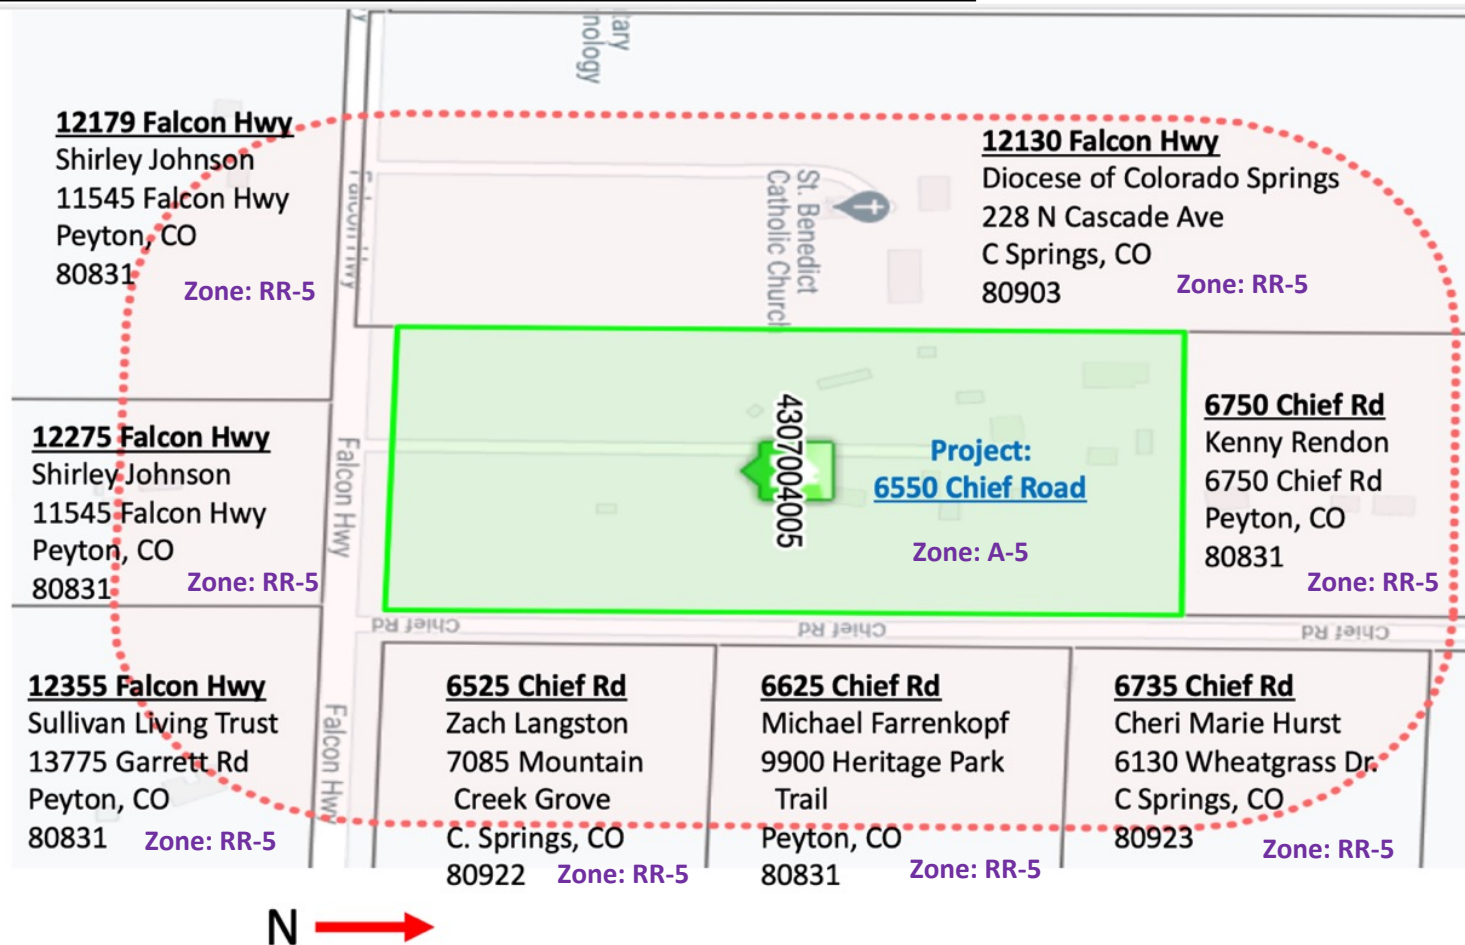 tary
nology
12179 Falcon Hwy
Shirley Johnson
11545 Falcon Hwy
Peyton, CO
80831
Zone: RR-5
Falcon Hwy
St. Benedict
Catholic Church
12130 Falcon Hwy
Diocese of Colorado Springs
228 N Cascade Ave
C Springs, CO
80903
Zone: RR-5
12275 Falcon Hwy
Shirley Johnson
11545 Falcon Hwy
Peyton, CO
80831
Zone: RR-5
Falcon Hwy
4307004005
Project:
6550 Chief Road
Zone: A-5
6750 Chief Rd
Kenny Rendon
6750 Chief Rd
Peyton, CO
80831
Zone: RR-5
Chief Rd
Chief Rd
Chief Rd
12355 Falcon Hwy
Sullivan Living Trust
13775 Garrett Rd
Peyton, CO
80831
Zone: RR-5
Falcon Hwy
6525 Chief Rd
Zach Langston
7085 Mountain
Creek Grove
C. Springs, CO
80922
Zone: RR-5
6625 Chief Rd
Michael Farrenkopf
9900 Heritage Park
Trail
Peyton, CO
80831
Zone: RR-5
6735 Chief Rd
Cheri Marie Hurst
6130 Wheatgrass Dr.
C Springs, CO
80923
Zone: RR-5
N